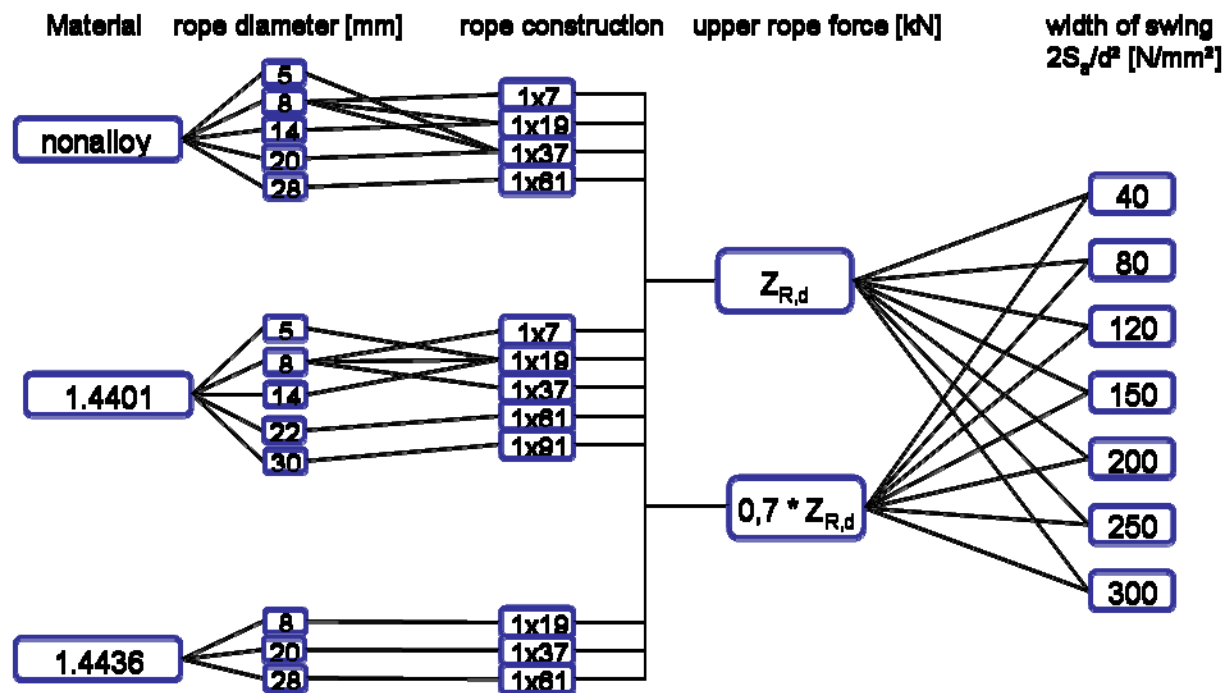 Material rope diameter [mm] rope construction upper rope force [kN] width of swing
2Sₐ/d² [N/mm²]
nonalloy
5
8
14
20
28
1x7
1x19
1x37
1x61
1.4401
5
8
14
22
30
1x7
1x19
1x37
1x61
1x91
1.4436
8
20
28
1x19
1x37
1x61
Z_R,d
0,7 * Z_R,d
40
80
120
150
200
250
300